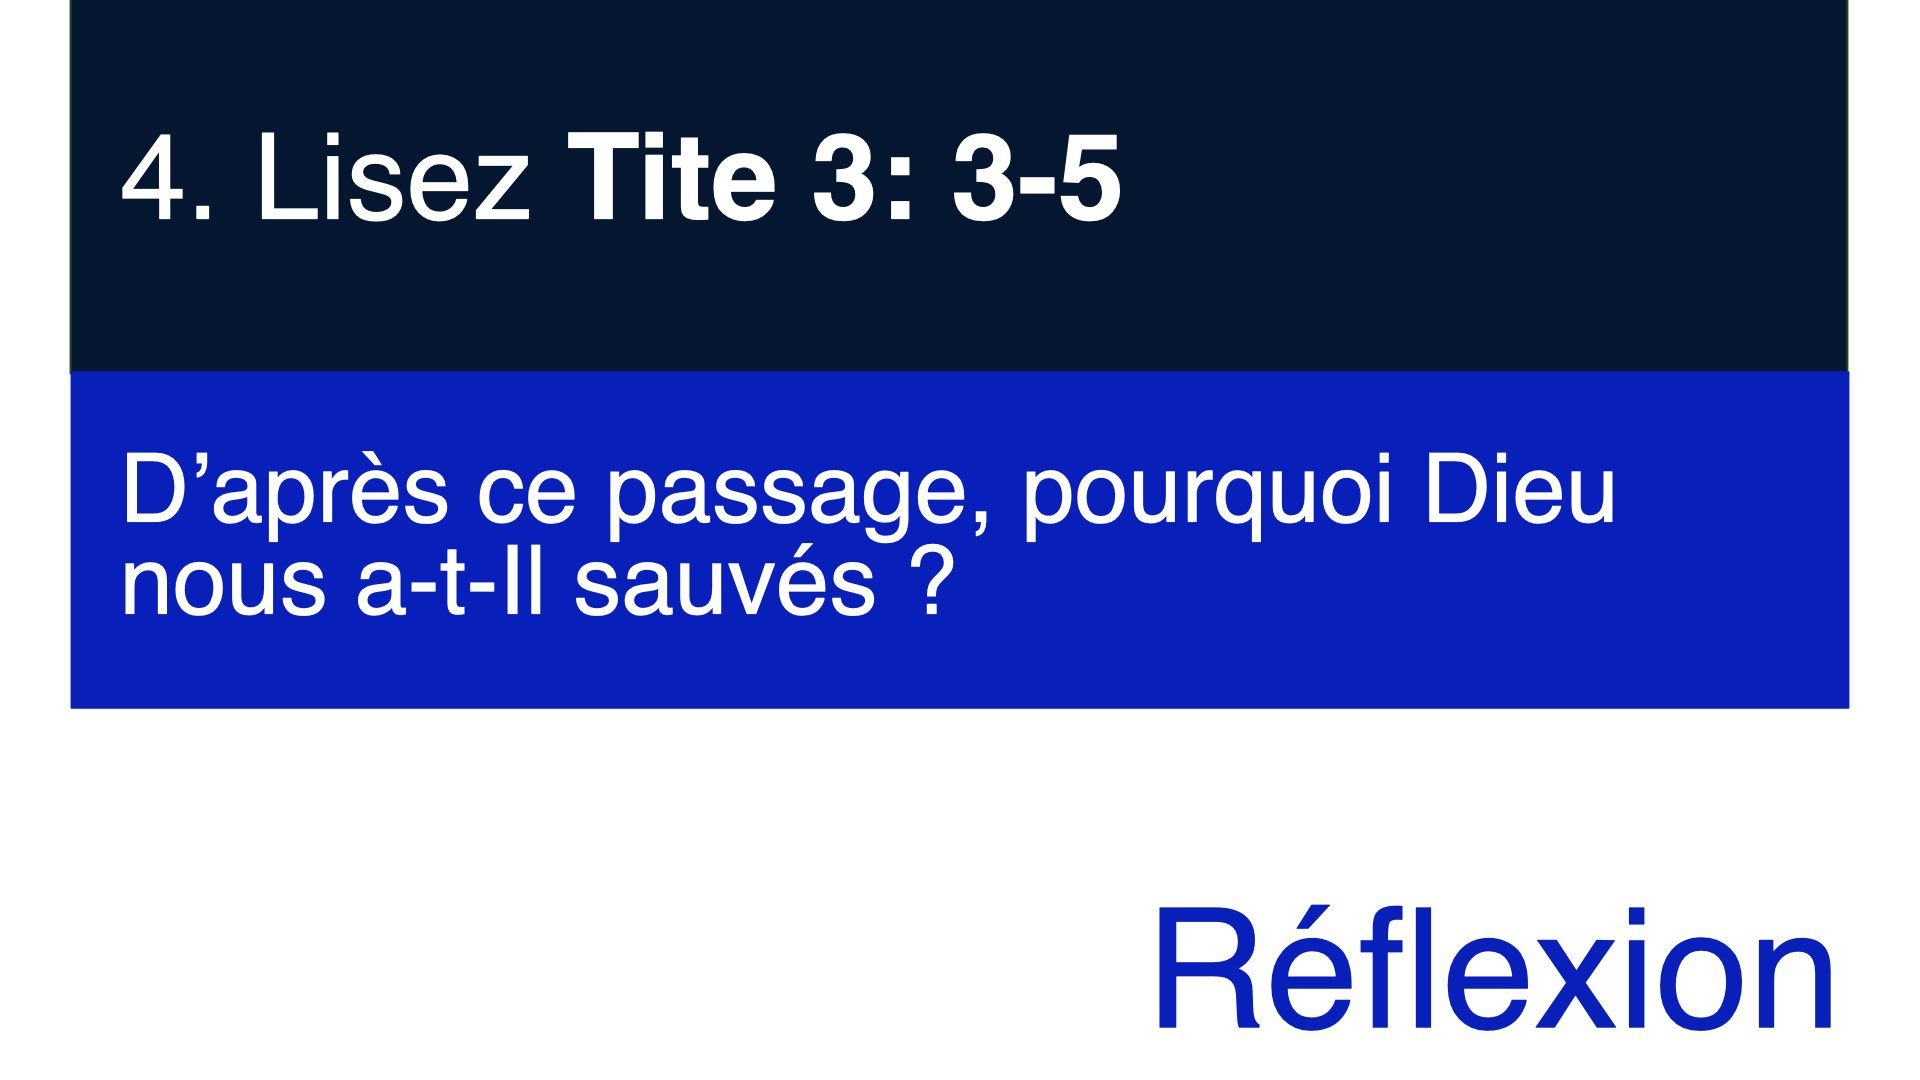 4. Lisez Tite 3: 3-5
D’après ce passage, pourquoi Dieu
nous a-t-Il sauvés ?
Réflexion